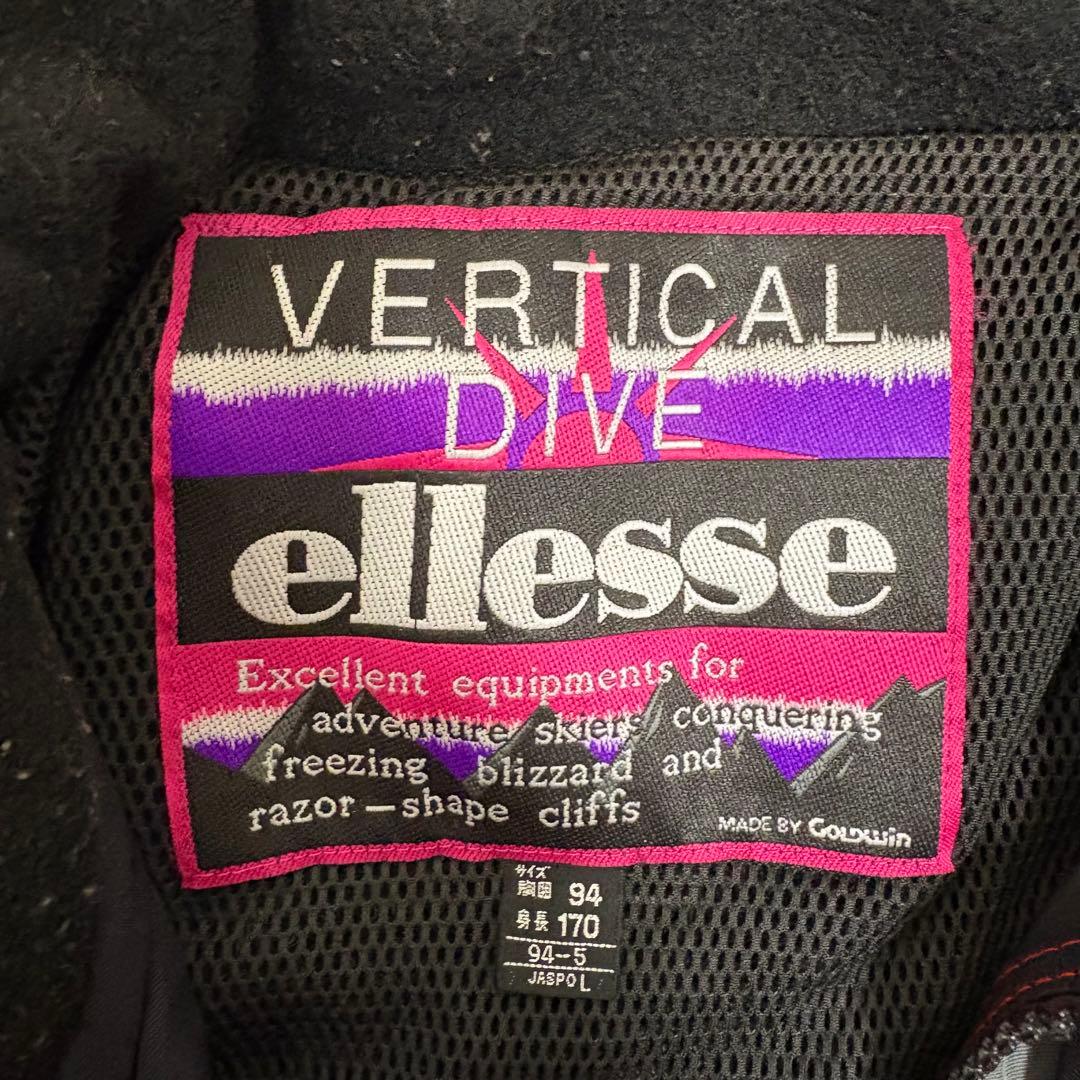 VERTICAL
DIVE
ellesse
Excellent equipments for
adventure skiers conquering
freezing blizzard and
razor—shape cliffs
MADE BY GOLDWIN
サイズ
胸囲 94
身長 170
94-5
JASPO L